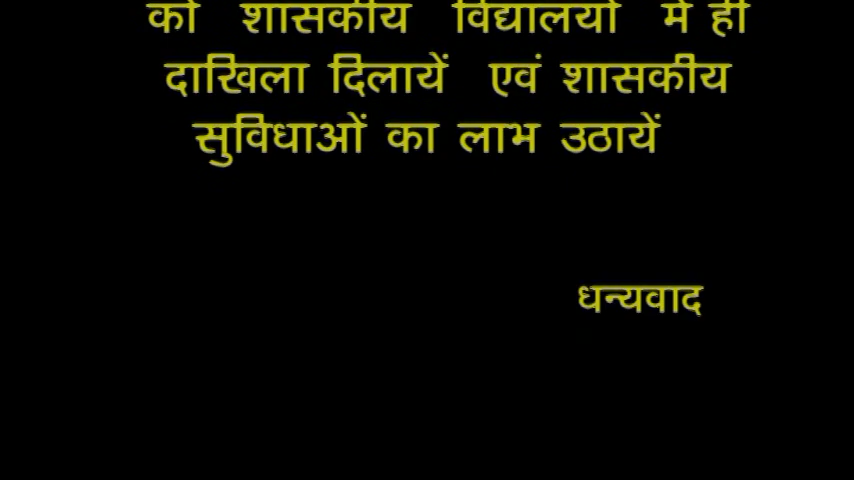 को शासकीय विद्यालयों में ही
दाखिला दिलायें एवं शासकीय
सुविधाओं का लाभ उठायें
धन्यवाद